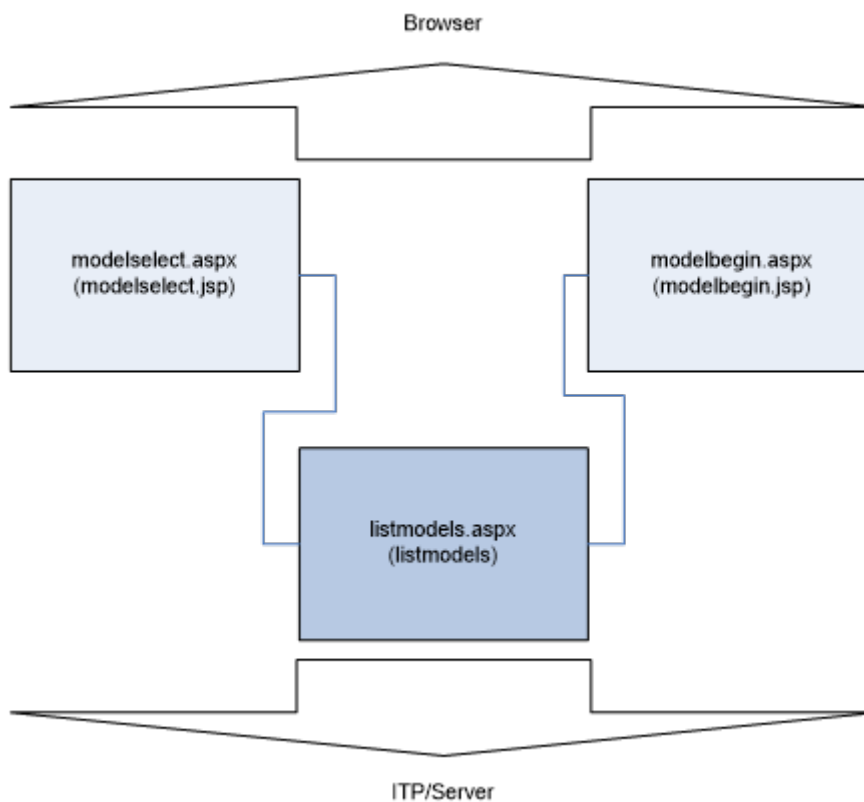 Browser
modelselect.aspx
(modelselect.jsp)
modelbegin.aspx
(modelbegin.jsp)
listmodels.aspx
(listmodels)
ITP/Server